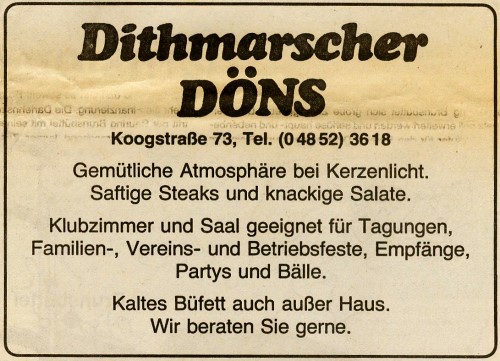 Dithmarscher
DÖNS
Koogstraße 73, Tel. (0 48 52) 36 18
Gemütliche Atmosphäre bei Kerzenlicht.
Saftige Steaks und knackige Salate.
Klubzimmer und Saal geeignet für Tagungen,
Familien-, Vereins- und Betriebsfeste, Empfänge,
Partys und Bälle.
Kaltes Büfett auch außer Haus.
Wir beraten Sie gerne.